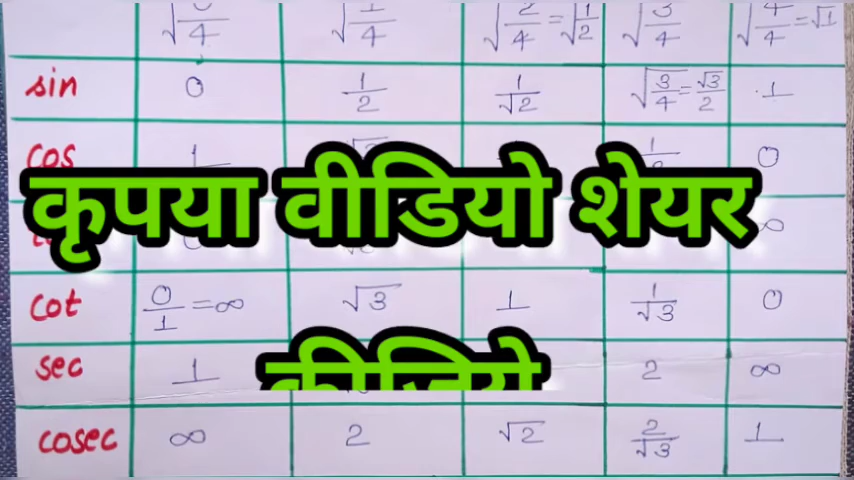 √0/4 √1/4 √2/4 = √1/2 √3/4 √4/4 = √1
sin 0 1/2 1/√2 √3/4 = √3/2 1
cos 1 0
कृपया वीडियो शेयर
∞
cot 0/1 = ∞ √3 1 1/√3 0
sec 1 2 ∞
कीजिये
cosec ∞ 2 √2 2/√3 1